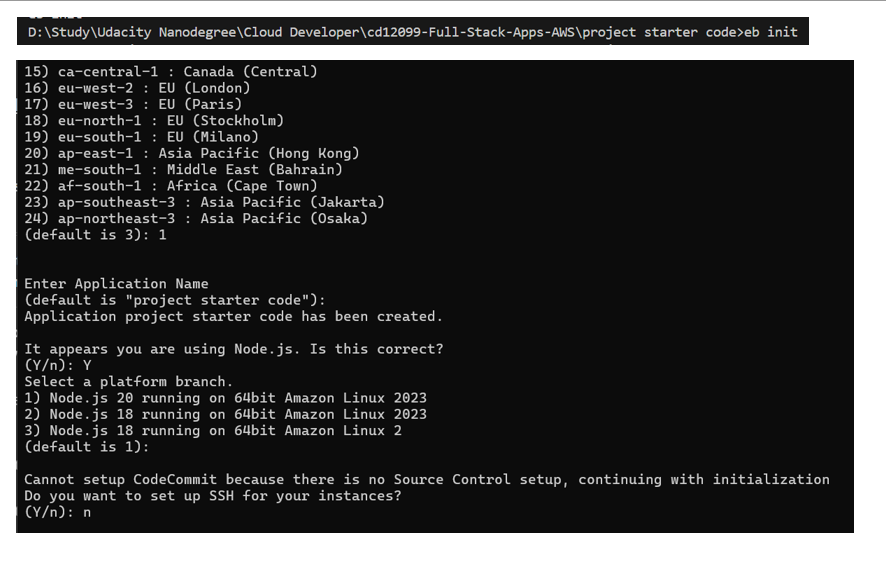 D:\Study\Udacity Nanodegree\Cloud Developer\cd12099-Full-Stack-Apps-AWS\project starter code>eb init
15) ca-central-1 : Canada (Central)
16) eu-west-2 : EU (London)
17) eu-west-3 : EU (Paris)
18) eu-north-1 : EU (Stockholm)
19) eu-south-1 : EU (Milano)
20) ap-east-1 : Asia Pacific (Hong Kong)
21) me-south-1 : Middle East (Bahrain)
22) af-south-1 : Africa (Cape Town)
23) ap-southeast-3 : Asia Pacific (Jakarta)
24) ap-northeast-3 : Asia Pacific (Osaka)
(default is 3): 1
Enter Application Name
(default is "project starter code"):
Application project starter code has been created.
It appears you are using Node.js. Is this correct?
(Y/n): Y
Select a platform branch.
1) Node.js 20 running on 64bit Amazon Linux 2023
2) Node.js 18 running on 64bit Amazon Linux 2023
3) Node.js 18 running on 64bit Amazon Linux 2
(default is 1):
Cannot setup CodeCommit because there is no Source Control setup, continuing with initialization
Do you want to set up SSH for your instances?
(Y/n): n